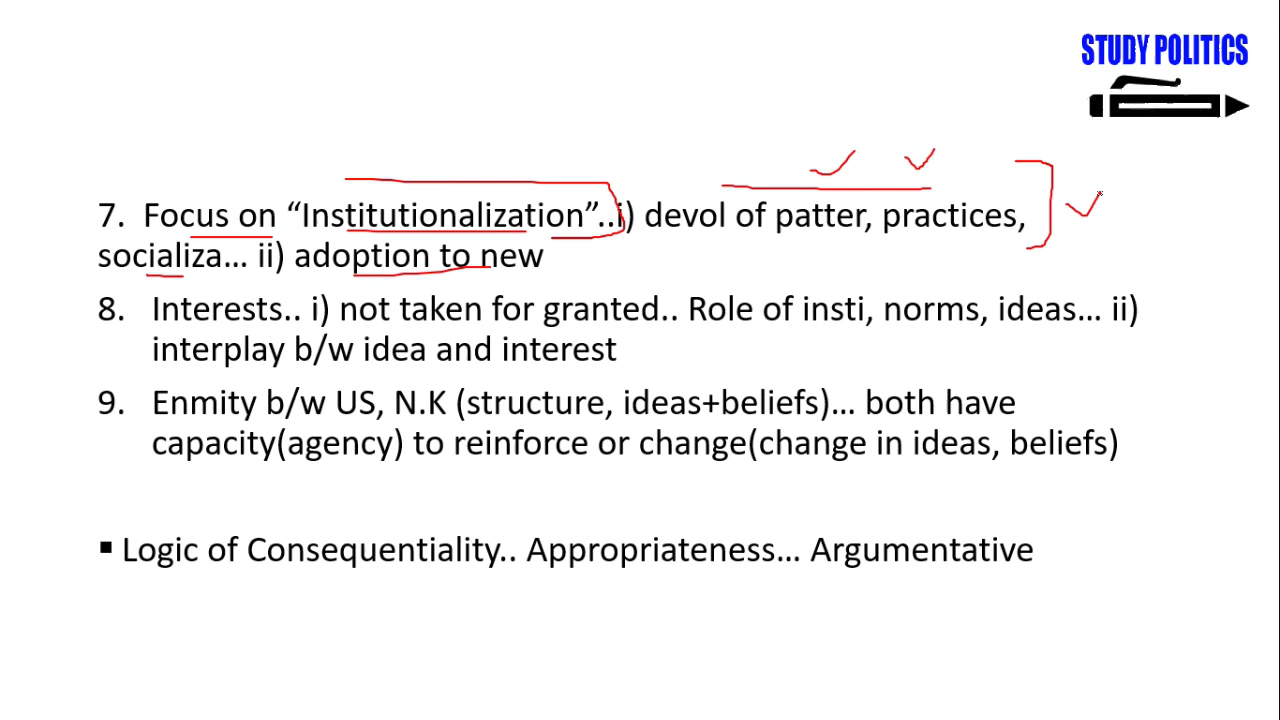 STUDY POLITICS
7. Focus on “Institutionalization”..i) devol of patter, practices,
socializa... ii) adoption to new
8. Interests.. i) not taken for granted.. Role of insti, norms, ideas... ii)
interplay b/w idea and interest
9. Enmity b/w US, N.K (structure, ideas+beliefs)... both have
capacity(agency) to reinforce or change(change in ideas, beliefs)
▪ Logic of Consequentiality.. Appropriateness... Argumentative